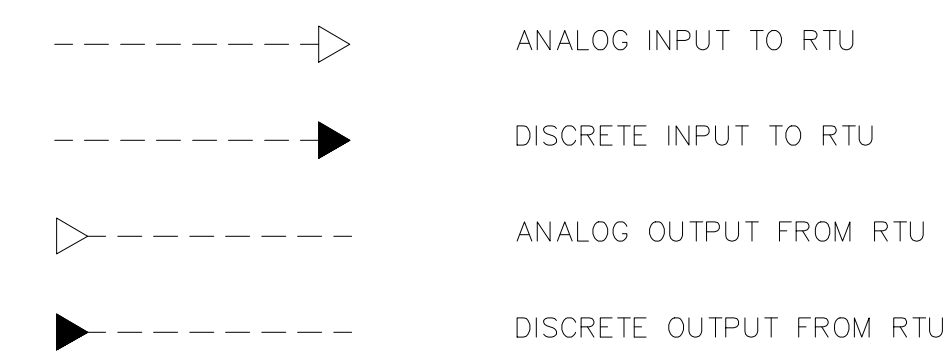 ANALOG INPUT TO RTU
DISCRETE INPUT TO RTU
ANALOG OUTPUT FROM RTU
DISCRETE OUTPUT FROM RTU